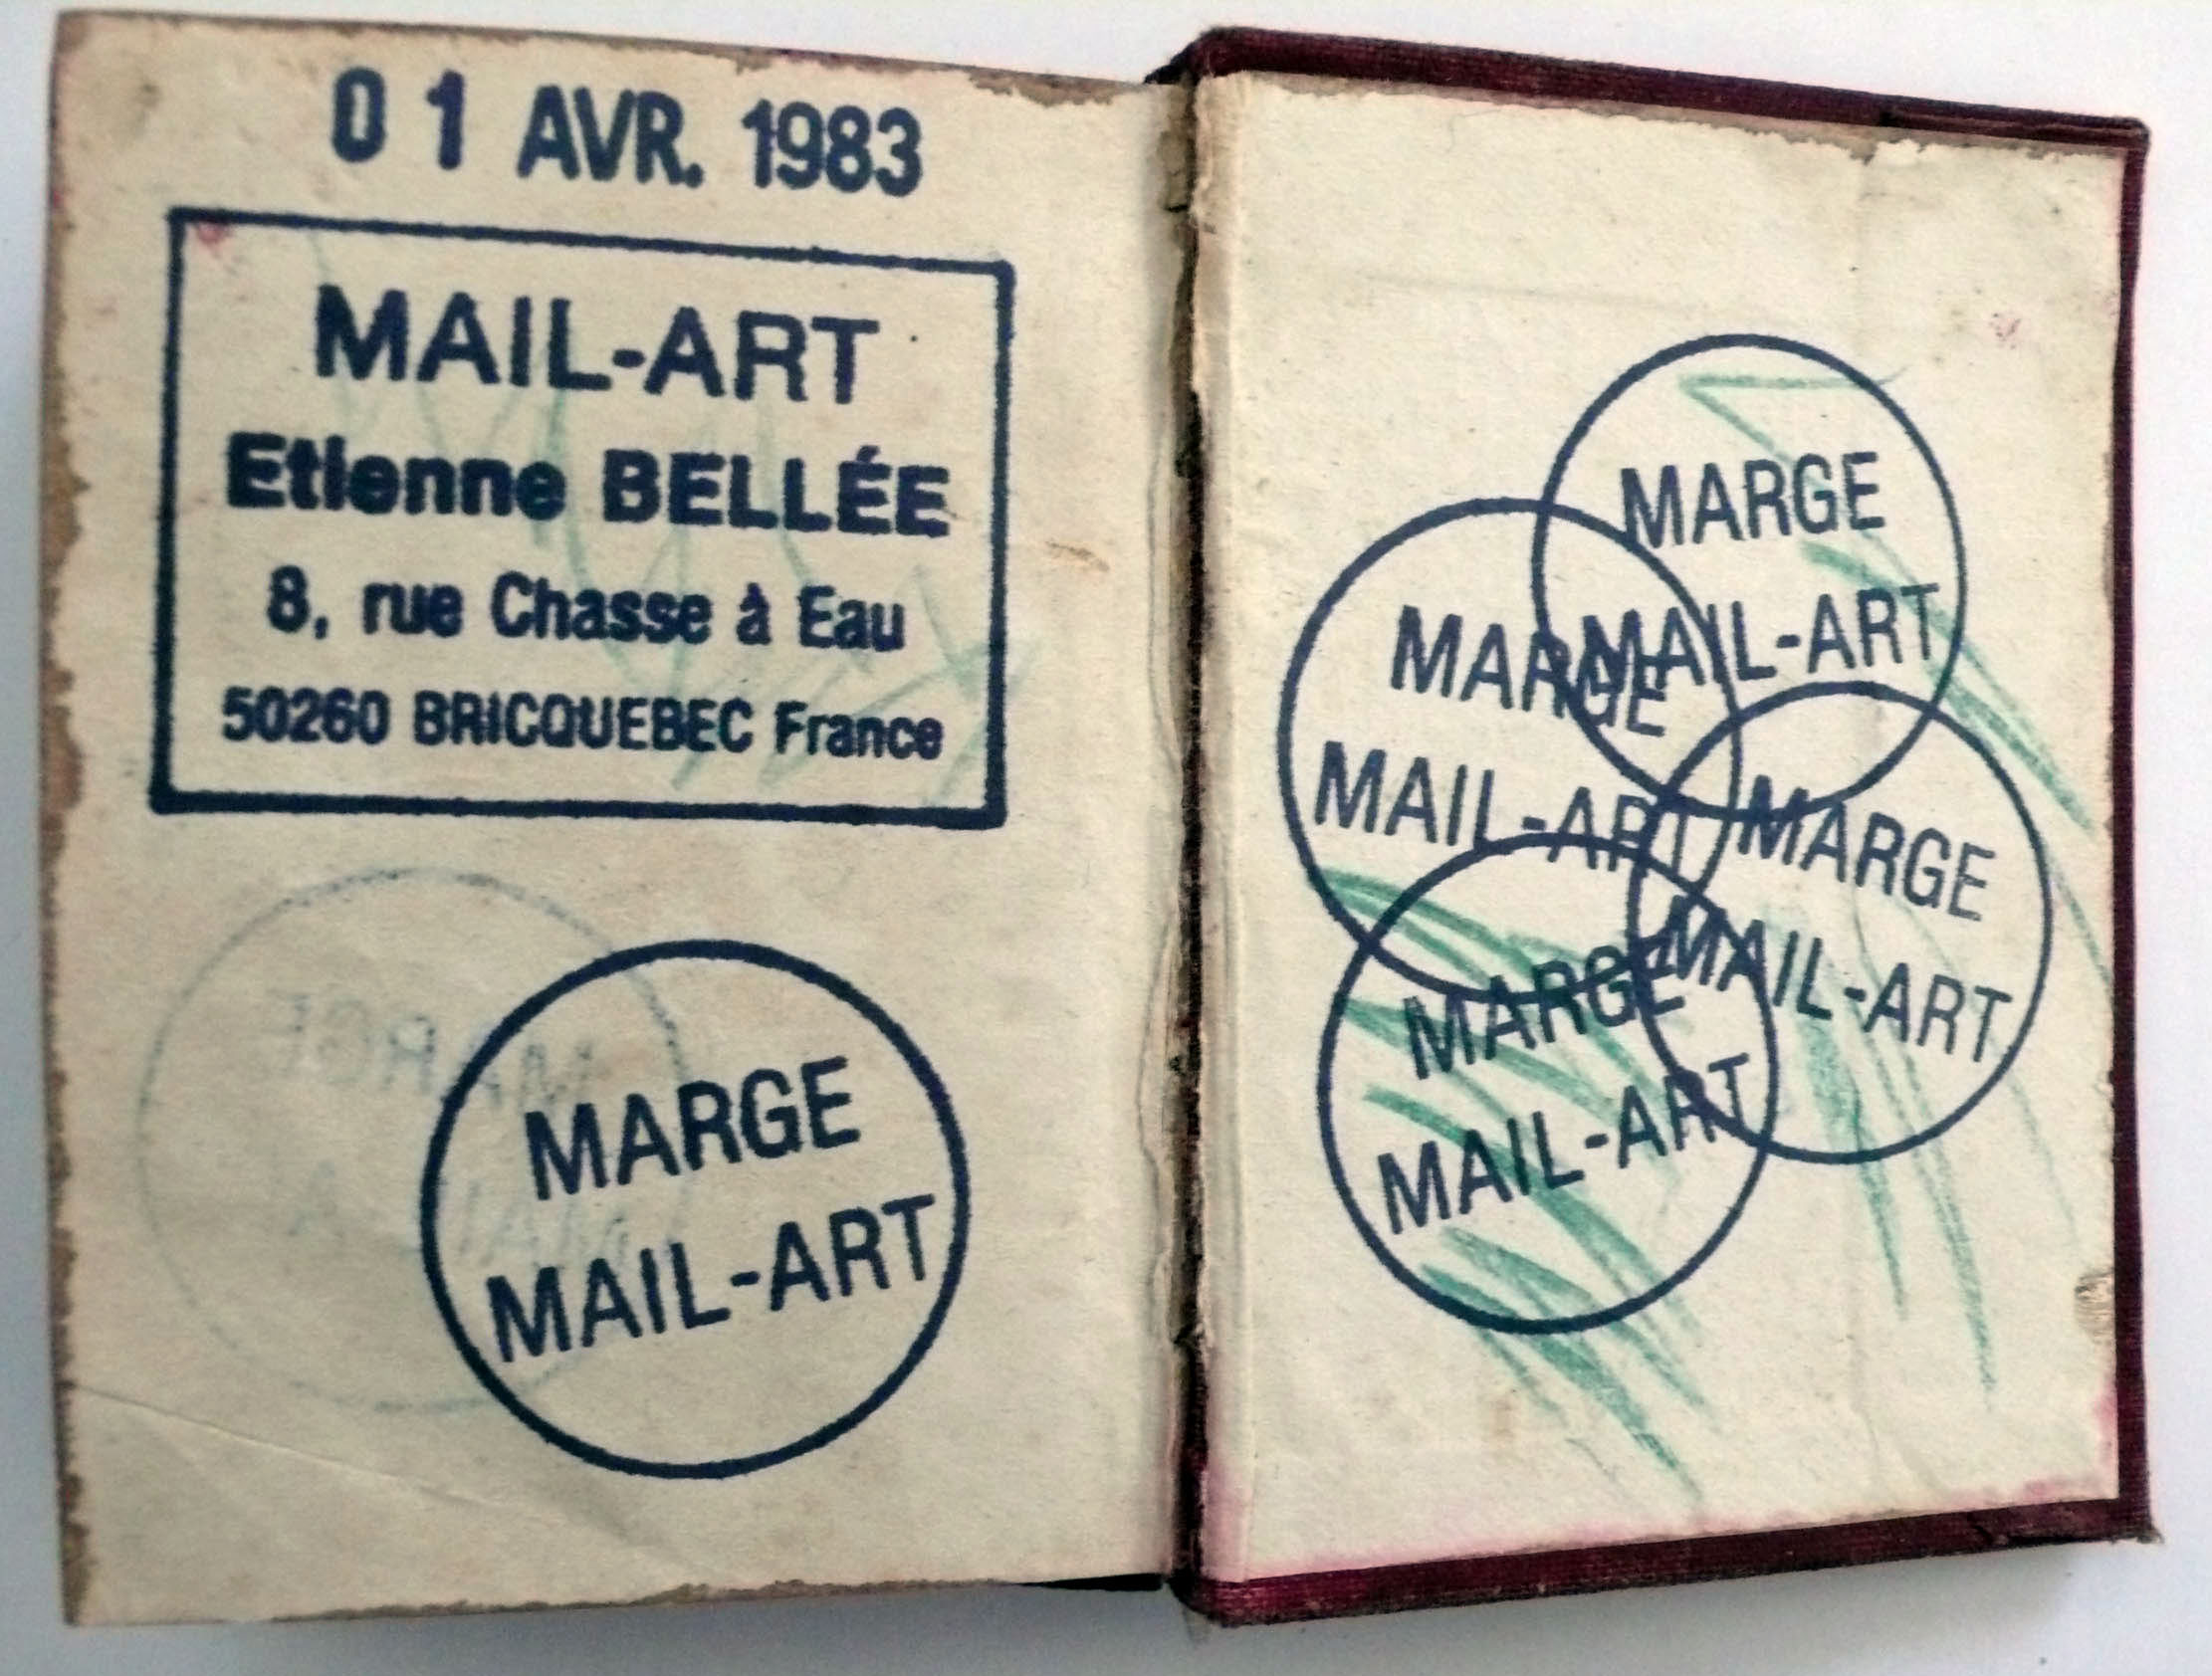 01 AVR. 1983
MAIL-ART
Etienne BELLÉE
8, rue Chasse à Eau
50260 BRICQUEBEC France
MARGE
MAIL-ART
MARGE
MAIL-ART
MARGE
MAIL-ART
MARGE
MAIL-ART
MARGE
MAIL-ART
MARGE
MAIL-ART